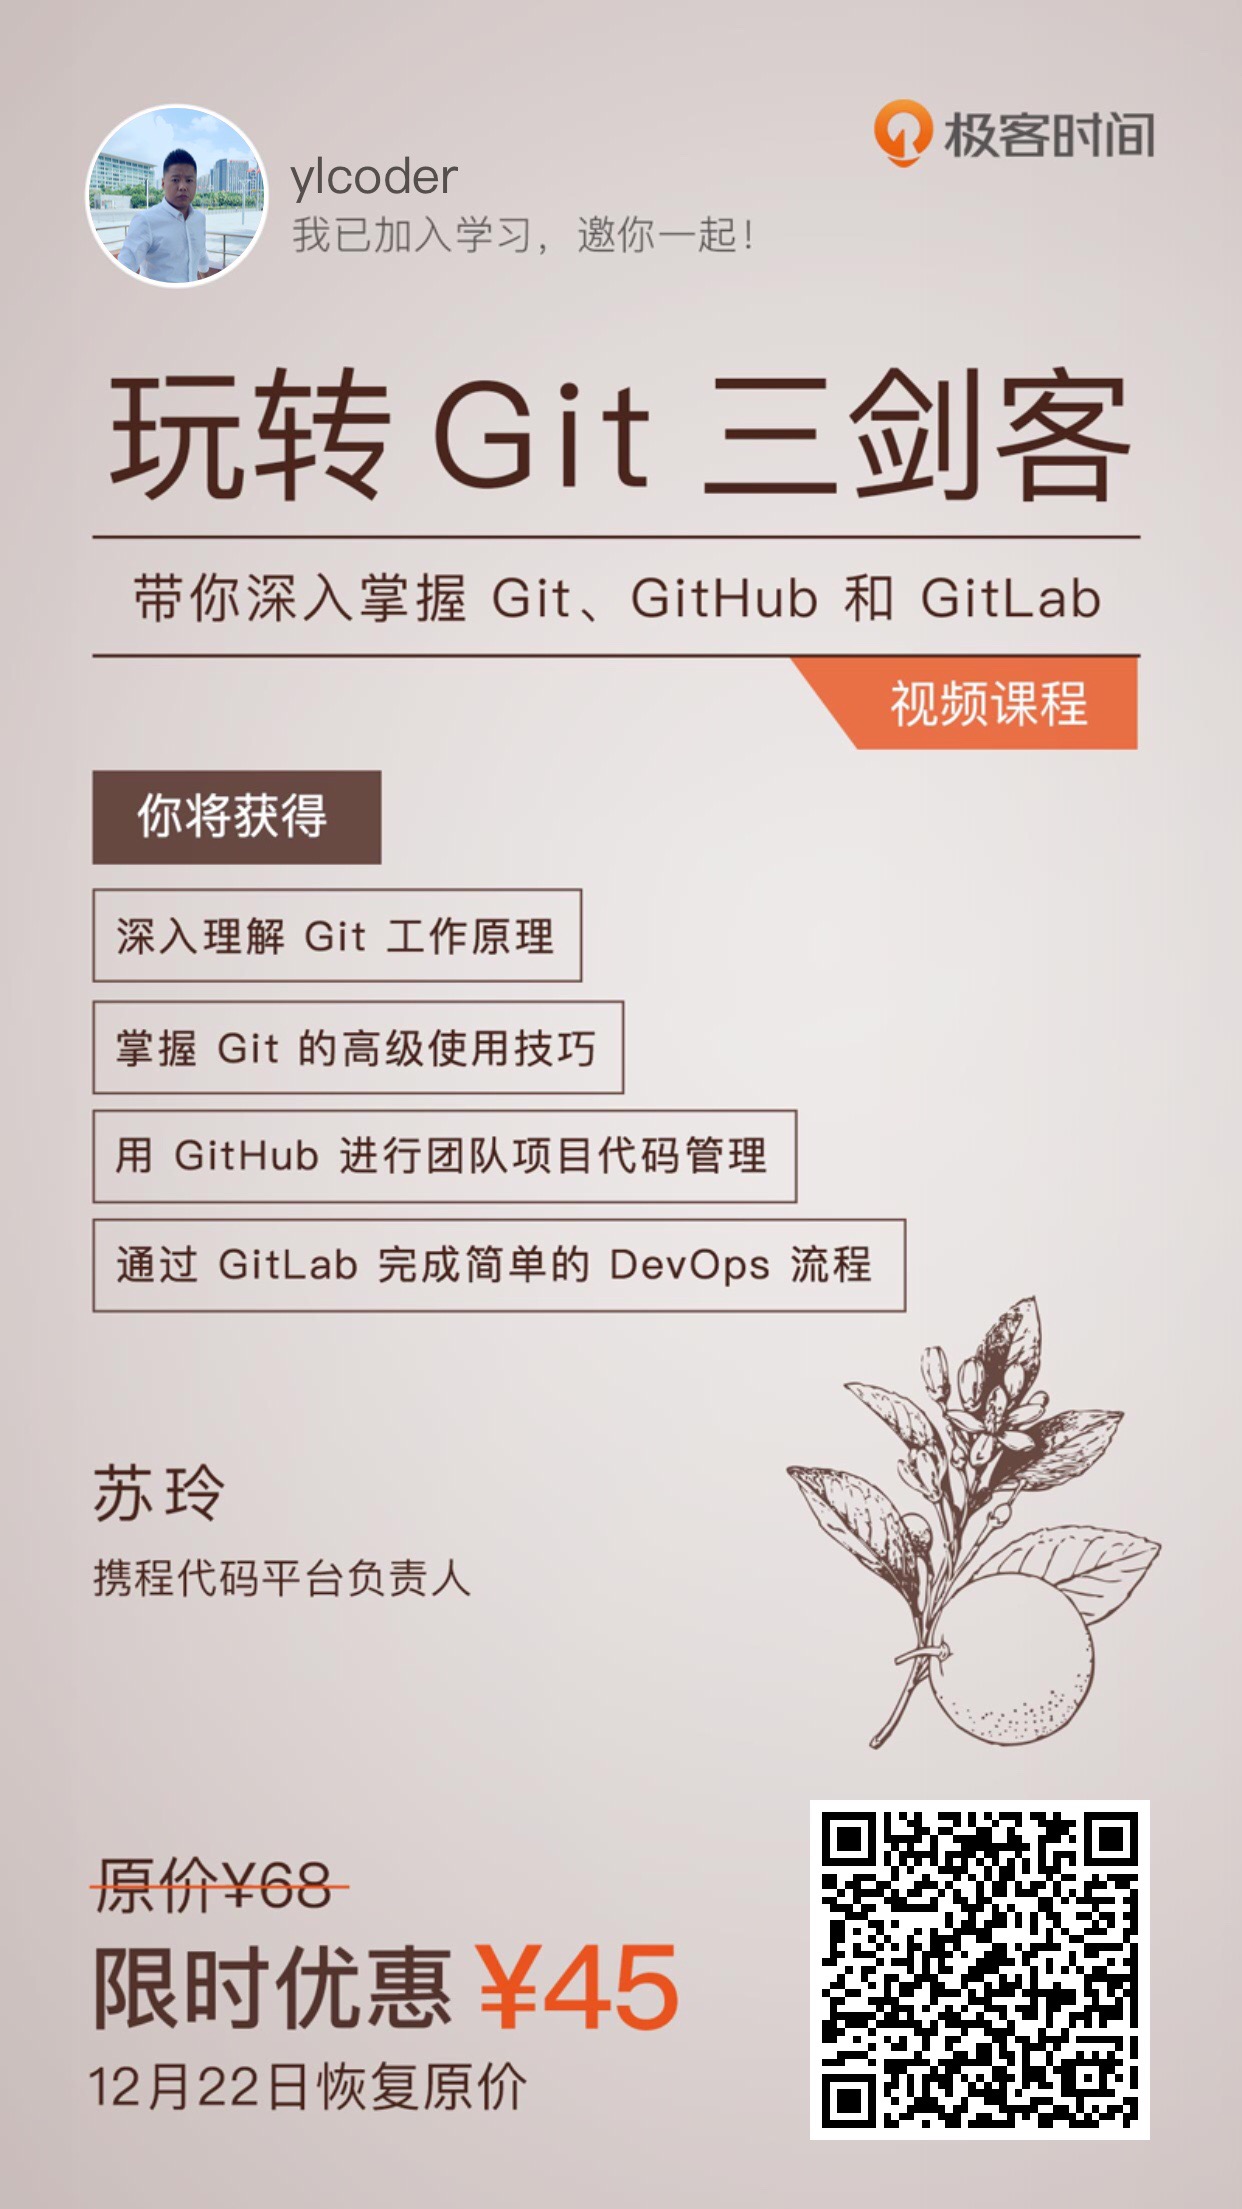 极客时间
ylcoder
我已加入学习，邀你一起！
玩转 Git 三剑客
带你深入掌握 Git、GitHub 和 GitLab
视频课程
你将获得
深入理解 Git 工作原理
掌握 Git 的高级使用技巧
用 GitHub 进行团队项目代码管理
通过 GitLab 完成简单的 DevOps 流程
苏玲
携程代码平台负责人
原价¥68
限时优惠 ¥45
12月22日恢复原价